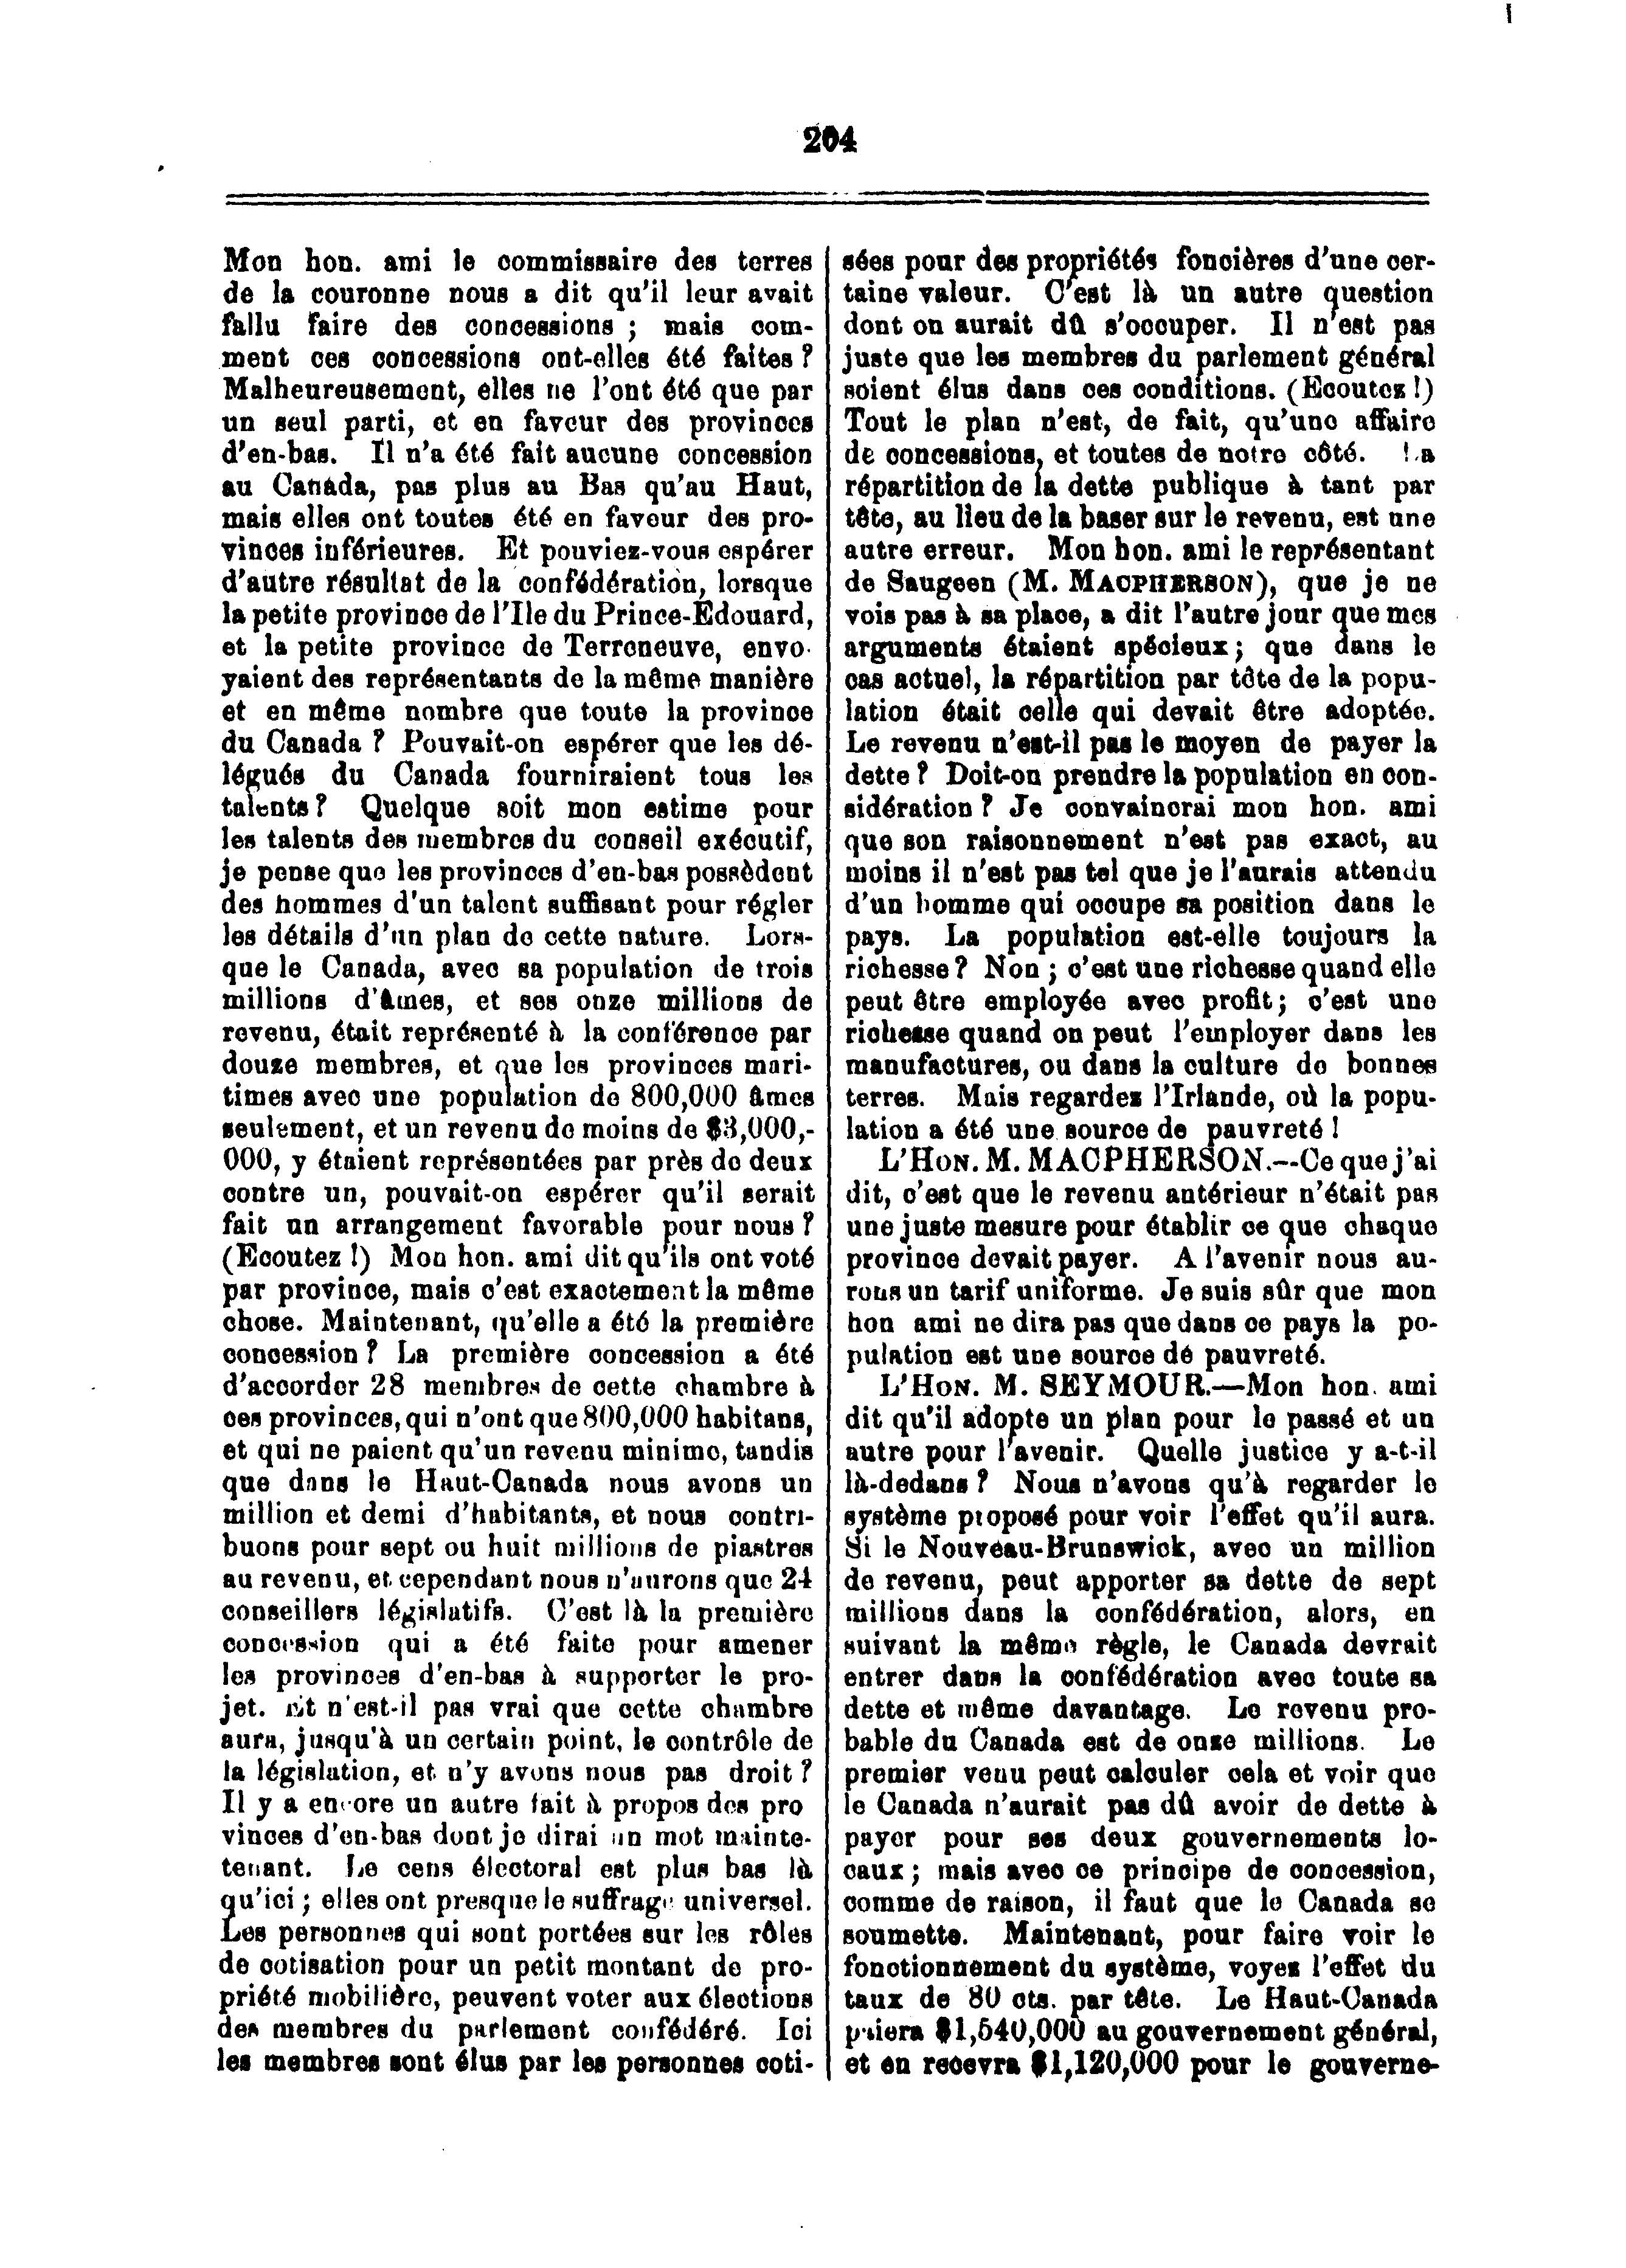 204
Mon hon. ami le commissaire des terres
de la couronne nous a dit qu'il leur avait
fallu faire des concessions ; mais com-
ment ces concessions ont-elles été faites ?
Malheureusement, elles ne l'ont été que par
un seul parti, et en faveur des provinces
d'en-bas. Il n'a été fait aucune concession
au Canada, pas plus au Bas qu'au Haut,
mais elles ont toutes été en faveur des pro-
vinces inférieures. Et pouviez-vous espérer
d'autre résultat de la confédération, lorsque
la petite province de l'Ile du Prince-Edouard,
et la petite province de Terreneuve, envo-
yaient des représentants de la même manière
et en même nombre que toute la province
du Canada ? Pouvait-on espérer que les dé-
légués du Canada fourniraient tous les
talents ? Quelque soit mon estime pour
les talents des membres du conseil exécutif,
je pense que les provinces d'en-bas possèdent
des hommes d'un talent suffisant pour régler
les détails d'un plan de cette nature. Lors-
que le Canada, avec sa population de trois
millions d'âmes, et ses onze millions de
revenu, était représenté à la conférence par
douze membres, et que les provinces mari-
times avec une population de 800,000 âmes
seulement, et un revenu de moins de $3,000,-
000, y étaient représentées par près de deux
contre un, pouvait-on espérer qu'il serait
fait un arrangement favorable pour nous ?
(Ecoutez !) Mon hon. ami dit qu'ils ont voté
par province, mais c'est exactement la même
chose. Maintenant, qu'elle a été la première
concession ? La première concession a été
d'accorder 28 membres de cette chambre à
ces provinces, qui n'ont que 800,000 habitans,
et qui ne paient qu'un revenu minime, tandis
que dans le Haut-Canada nous avons un
million et demi d'habitants, et nous contri-
buons pour sept ou huit millions de piastres
au revenu, et cependant nous n'aurons que 24
conseillers législatifs. C'est là la première
concession qui a été faite pour amener
les provinces d'en-bas à supporter le pro-
jet. Et n'est-il pas vrai que cette chambre
aura, jusqu'à un certain point, le contrôle de
la législation, et n'y avons nous pas droit ?
Il y a encore un autre fait à propos des pro
vinces d'en-bas dont je dirai un mot mainte-
tenant. Le cens électoral est plus bas là
qu'ici ; elles ont presque le suffrage universel.
Les personnes qui sont portées sur les rôles
de cotisation pour un petit montant de pro-
priété mobilière, peuvent voter aux élections
des membres du parlement confédéré. Ici
les membres sont élus par les personnes coti-
sées pour des propriétés foncières d'une cer-
taine valeur. C'est là un autre question
dont on aurait dû s'occuper. Il n'est pas
juste que les membres du parlement général
soient élus dans ces conditions. (Ecoutez !)
Tout le plan n'est, de fait, qu'une affaire
de concessions, et toutes de notre côté. La
répartition de la dette publique à tant par
tête, au lieu de la baser sur le revenu, est une
autre erreur. Mon hon. ami le représentant
de Saugeen (M. MACPHERSON), que je ne
vois pas à sa place, a dit l'autre jour que mes
arguments étaient spécieux ; que dans le
cas actuel, la répartition par tête de la popu-
lation était celle qui devait être adoptée.
Le revenu n'est-il pas le moyen de payer la
dette ? Doit-on prendre la population en con-
sidération ? Je convaincrai mon hon. ami
que son raisonnement n'est pas exact, au
moins il n'est pas tel que je l'aurais attendu
d'un homme qui occupe sa position dans le
pays. La population est-elle toujours la
richesse ? Non ; c'est une richesse quand elle
peut être employée avec profit ; c'est une
richesse quand on peut l'employer dans les
manufactures, ou dans la culture de bonnes
terres. Mais regardez l'Irlande, où la popu-
lation a été une source de pauvreté !
L'HON. M. MACPHERSON.—Ce que j'ai
dit, c'est que le revenu antérieur n'était pas
une juste mesure pour établir ce que chaque
province devait payer. A l'avenir nous au-
rons un tarif uniforme. Je suis sûr que mon
hon ami ne dira pas que dans ce pays la po-
pulation est une source de pauvreté.
L'HON. M. SEYMOUR.—Mon hon. ami
dit qu'il adopte un plan pour le passé et un
autre pour l'avenir. Quelle justice y a-t-il
là-dedans ? Nous n'avons qu'à regarder le
système proposé pour voir l'effet qu'il aura.
Si le Nouveau-Brunswick, avec un million
de revenu, peut apporter sa dette de sept
millions dans la confédération, alors, en
suivant la même règle, le Canada devrait
entrer dans la confédération avec toute sa
dette et même davantage. Le revenu pro-
bable du Canada est de onze millions. Le
premier venu peut calculer cela et voir que
le Canada n'aurait pas dû avoir de dette à
payer pour ses deux gouvernements lo-
caux ; mais avec ce principe de concession,
comme de raison, il faut que le Canada se
soumette. Maintenant, pour faire voir le
fonctionnement du système, voyez l'effet du
taux de 80 cts. par tête. Le Haut-Canada
paiera $1,540,000 au gouvernement général,
et en recevra $1,120,000 pour le gouverne-